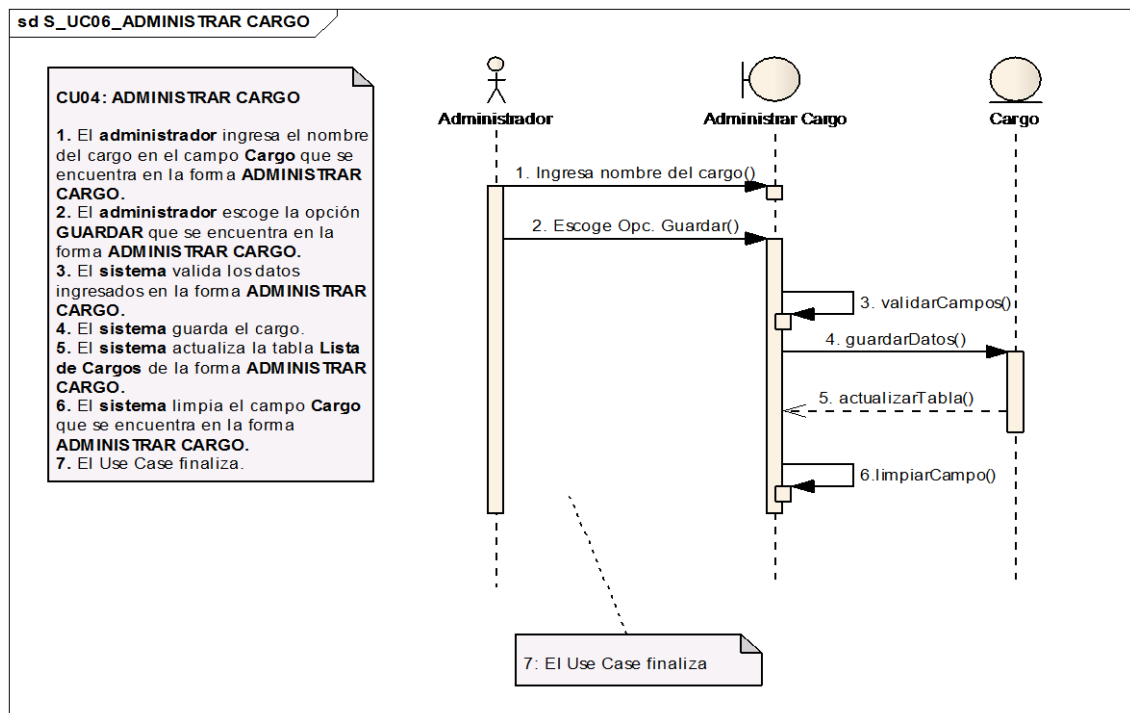 sd S_UC06_ADMINISTRAR CARGO
CU04: ADMINISTRAR CARGO
1. El administrador ingresa el nombre
del cargo en el campo Cargo que se
encuentra en la forma ADMINISTRAR
CARGO.
2. El administrador escoge la opción
GUARDAR que se encuentra en la
forma ADMINISTRAR CARGO.
3. El sistema valida los datos
ingresados en la forma ADMINISTRAR
CARGO.
4. El sistema guarda el cargo.
5. El sistema actualiza la tabla Lista
de Cargos de la forma ADMINISTRAR
CARGO.
6. El sistema limpia el campo Cargo
que se encuentra en la forma
ADMINISTRAR CARGO.
7. El Use Case finaliza.
Administrador
Administrar Cargo
Cargo
1. Ingresa nombre del cargo()
2. Escoge Opc. Guardar()
3. validarCampos()
4. guardarDatos()
5. actualizarTabla()
6.limpiarCampo()
7: El Use Case finaliza